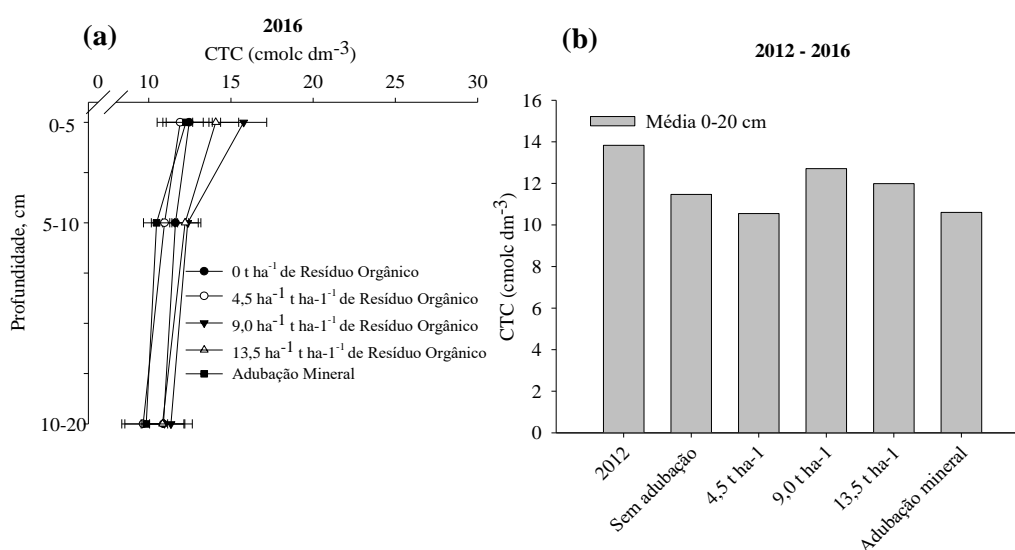 (a)
2016
CTC (cmolc dm-3)
0 10 15 20 25 30
Profundidade, cm
0-5
5-10
10-20
0 t ha-1 de Resíduo Orgânico
4,5 ha-1 t ha-1-1 de Resíduo Orgânico
9,0 ha-1 t ha-1-1 de Resíduo Orgânico
13,5 ha-1 t ha-1-1 de Resíduo Orgânico
Adubação Mineral
(b)
2012 - 2016
CTC (cmolc dm-3)
16
14
12
10
8
6
4
2
0
Média 0-20 cm
2012
Sem adubação
4,5 t ha-1
9,0 t ha-1
13,5 t ha-1
Adubação mineral